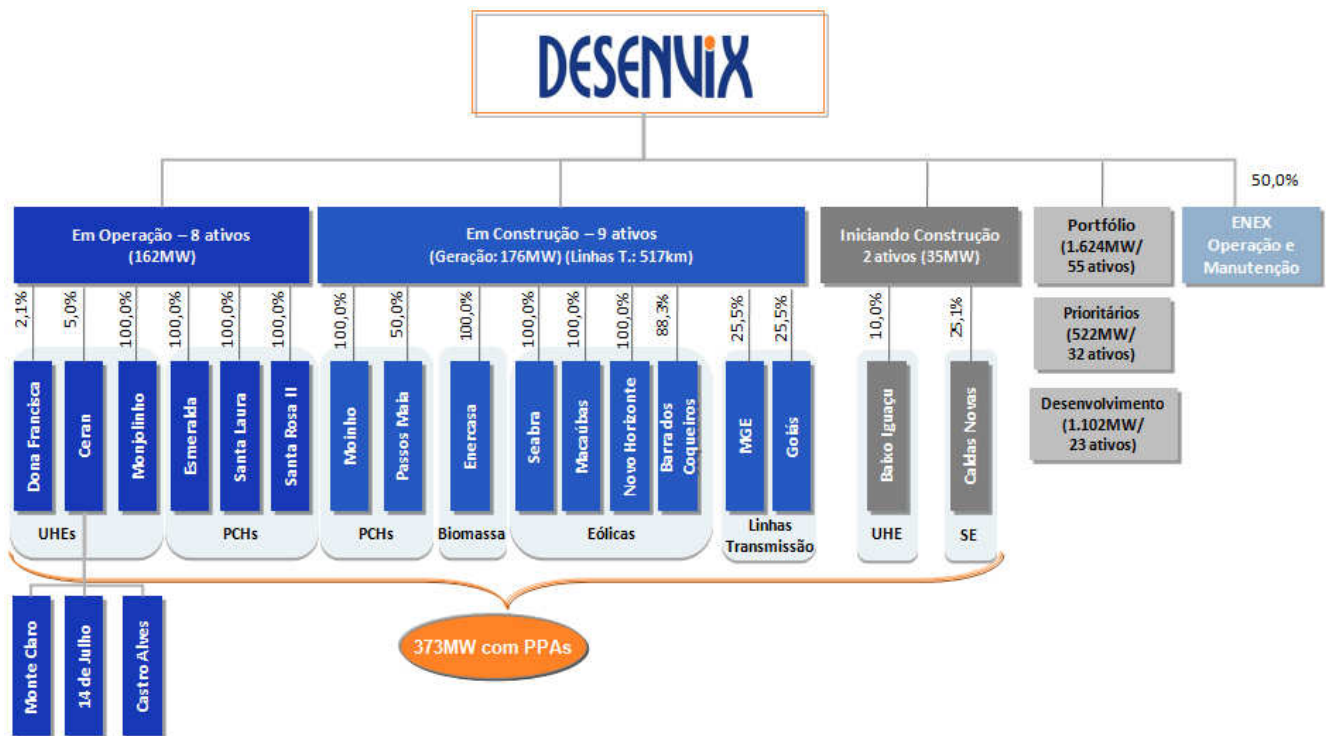 DESENVIX
50,0%
Em Operação – 8 ativos
(162MW)
Em Construção – 9 ativos
(Geração: 176MW) (Linhas T.: 517km)
Iniciando Construção
2 ativos (35MW)
Portfólio
(1.624MW/
55 ativos)
ENEX
Operação e
Manutenção
Prioritários
(522MW/
32 ativos)
Desenvolvimento
(1.102MW/
23 ativos)
2,1%
5,0%
100,0%
100,0%
100,0%
100,0%
100,0%
50,0%
100,0%
100,0%
100,0%
100,0%
88,3%
25,5%
25,5%
10,0%
25,1%
Dona Francisca
Ceran
Monjolinho
Esmeralda
Santa Laura
Santa Rosa II
Moinho
Passos Maia
Enercasa
Seabra
Macaúbas
Novo Horizonte
Barra dos
Coqueiros
MGE
Goiás
Baixo Iguaçu
Caldas Novas
UHEs
PCHs
PCHs
Biomassa
Eólicas
Linhas
Transmissão
UHE
SE
Monte Claro
14 de Julho
Castro Alves
373MW com PPAs